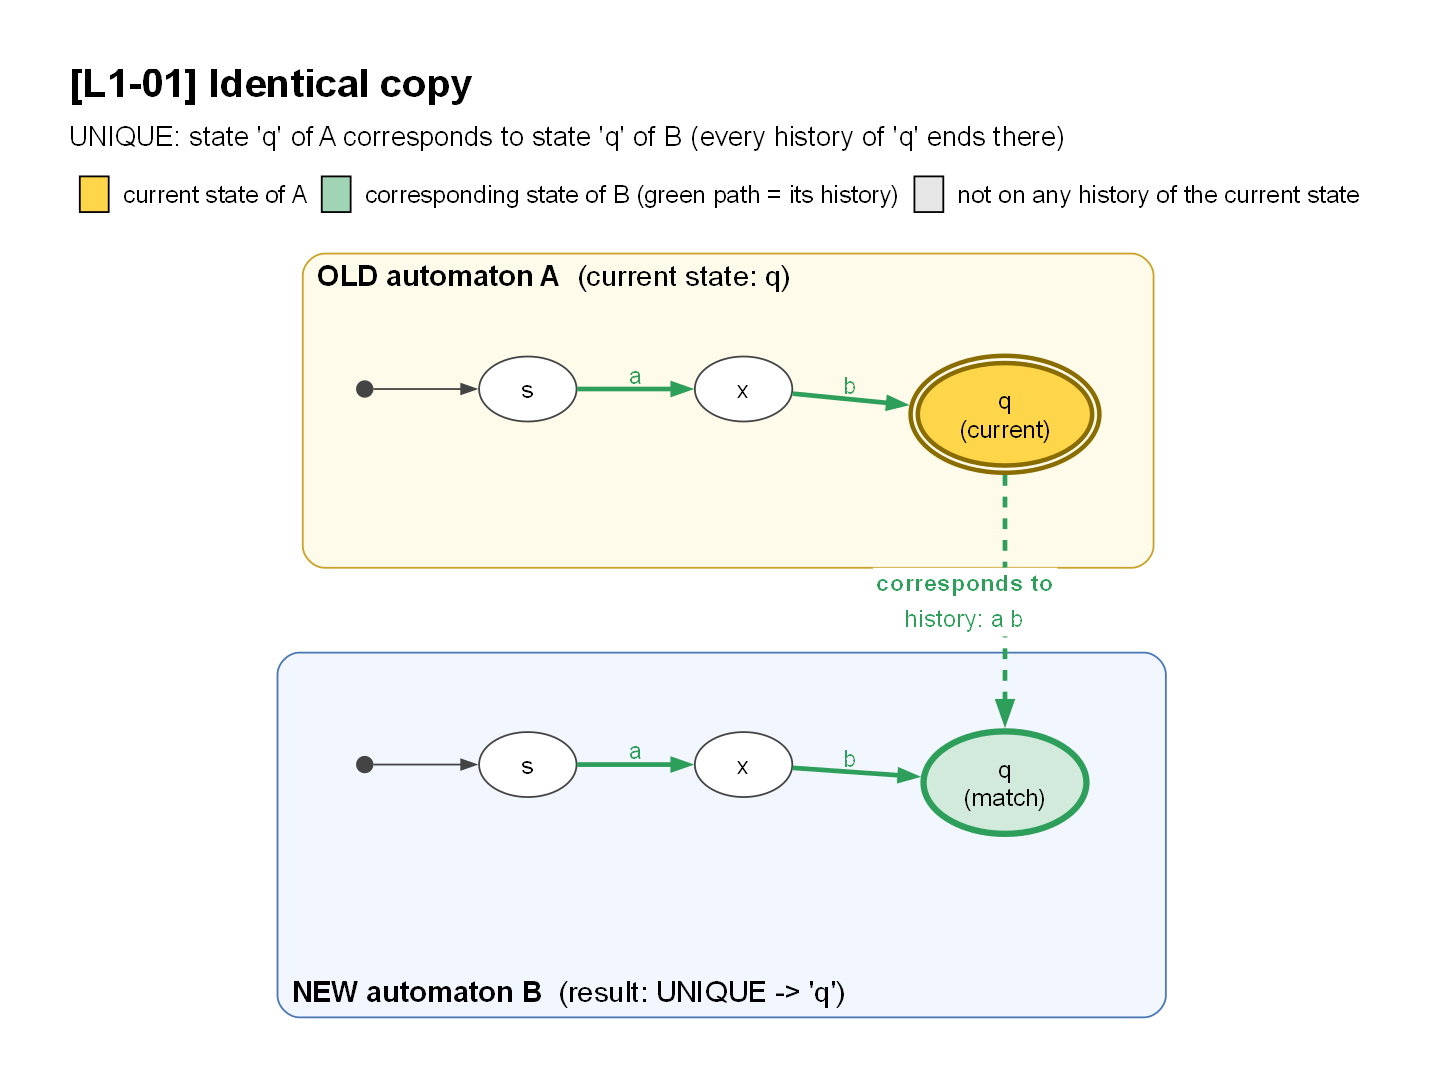 [L1-01] Identical copy
UNIQUE: state 'q' of A corresponds to state 'q' of B (every history of 'q' ends there)
current state of A
corresponding state of B (green path = its history)
not on any history of the current state
OLD automaton A (current state: q)
s
a
x
b
q
(current)
corresponds to
history: a b
s
a
x
b
q
(match)
NEW automaton B (result: UNIQUE -> 'q')